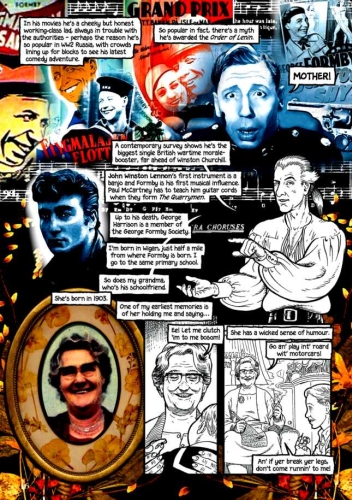 FORMBY
GRAND PRIX
In his movies he's a cheeky but honest
working-class lad, always in trouble with
the authorities – perhaps the reason he's
so popular in WW2 Russia, with crowds
lining up for blocks to see his latest
comedy adventure.
So popular in fact, there's a myth
he's awarded the Order of Lenin.
MOTHER!
A contemporary survey shows he's the
biggest single British wartime morale-
booster, far ahead of Winston Churchill.
John Winston Lennon's first instrument is a
banjo and Formby is his first musical influence.
Paul McCartney has to teach him guitar cords
when they form The Quarrymen.
Up to his death, George
Harrison is a member of
the George Formby Society.
RA CHORUSES
I'm born in Wigan, just half a mile
from where Formby is born. I
go to the same primary school.
So does my grandma,
who's his schoolfriend.
She's born in 1903.
One of my earliest memories is
of her holding me and saying...
Ee! Let me clutch
'im to me bosom!
She has a wicked sense of humour.
Go an' play int' roard
wit' motorcars!
An' if yer break yer legs,
don't come runnin' to me!